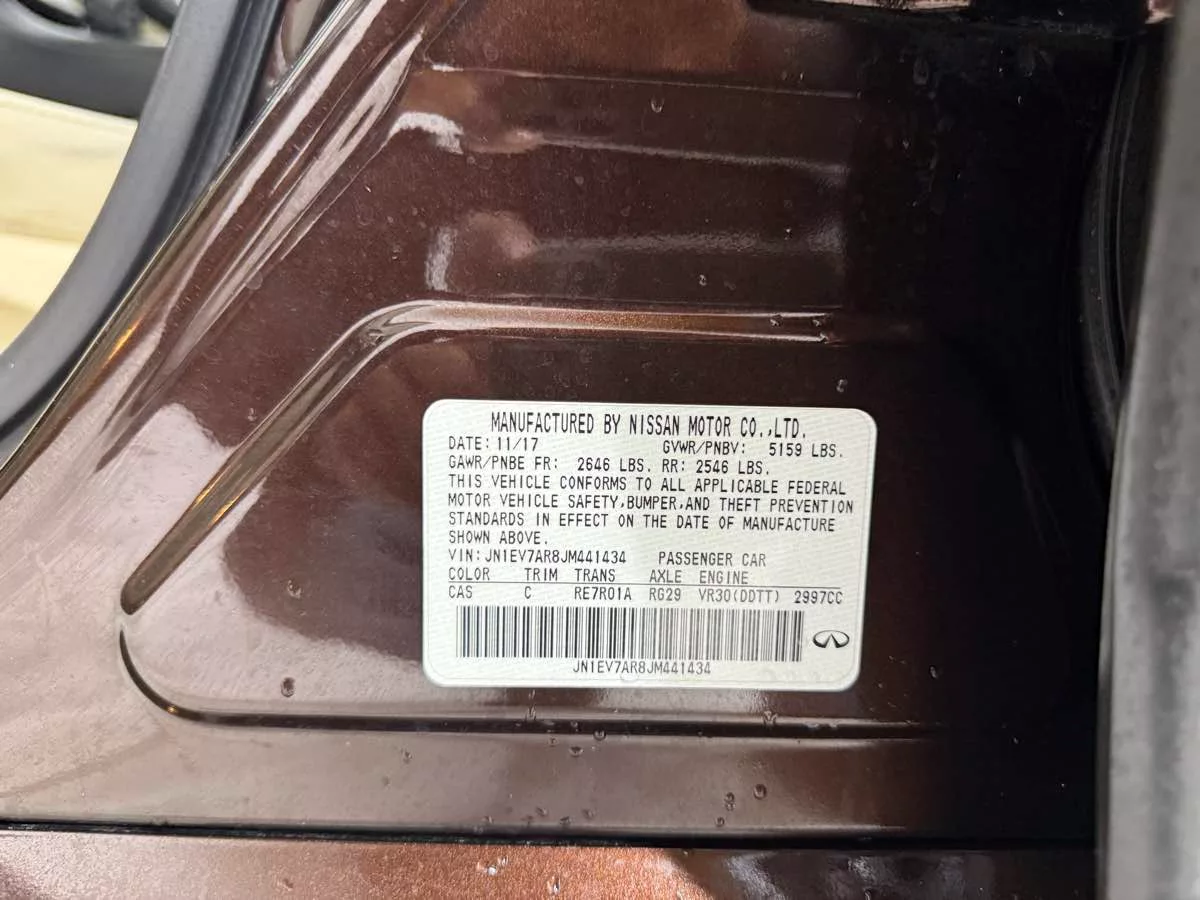 MANUFACTURED BY NISSAN MOTOR CO.,LTD.
DATE: 11/17 GVWR/PNBV: 5159 LBS.
GAWR/PNBE FR: 2646 LBS. RR: 2546 LBS.
THIS VEHICLE CONFORMS TO ALL APPLICABLE FEDERAL
MOTOR VEHICLE SAFETY,BUMPER,AND THEFT PREVENTION
STANDARDS IN EFFECT ON THE DATE OF MANUFACTURE
SHOWN ABOVE.
VIN: JN1EV7AR8JM441434 PASSENGER CAR
COLOR TRIM TRANS AXLE ENGINE
CAS C RE7R01A RG29 VR30(DDTT) 2997CC
JN1EV7AR8JM441434